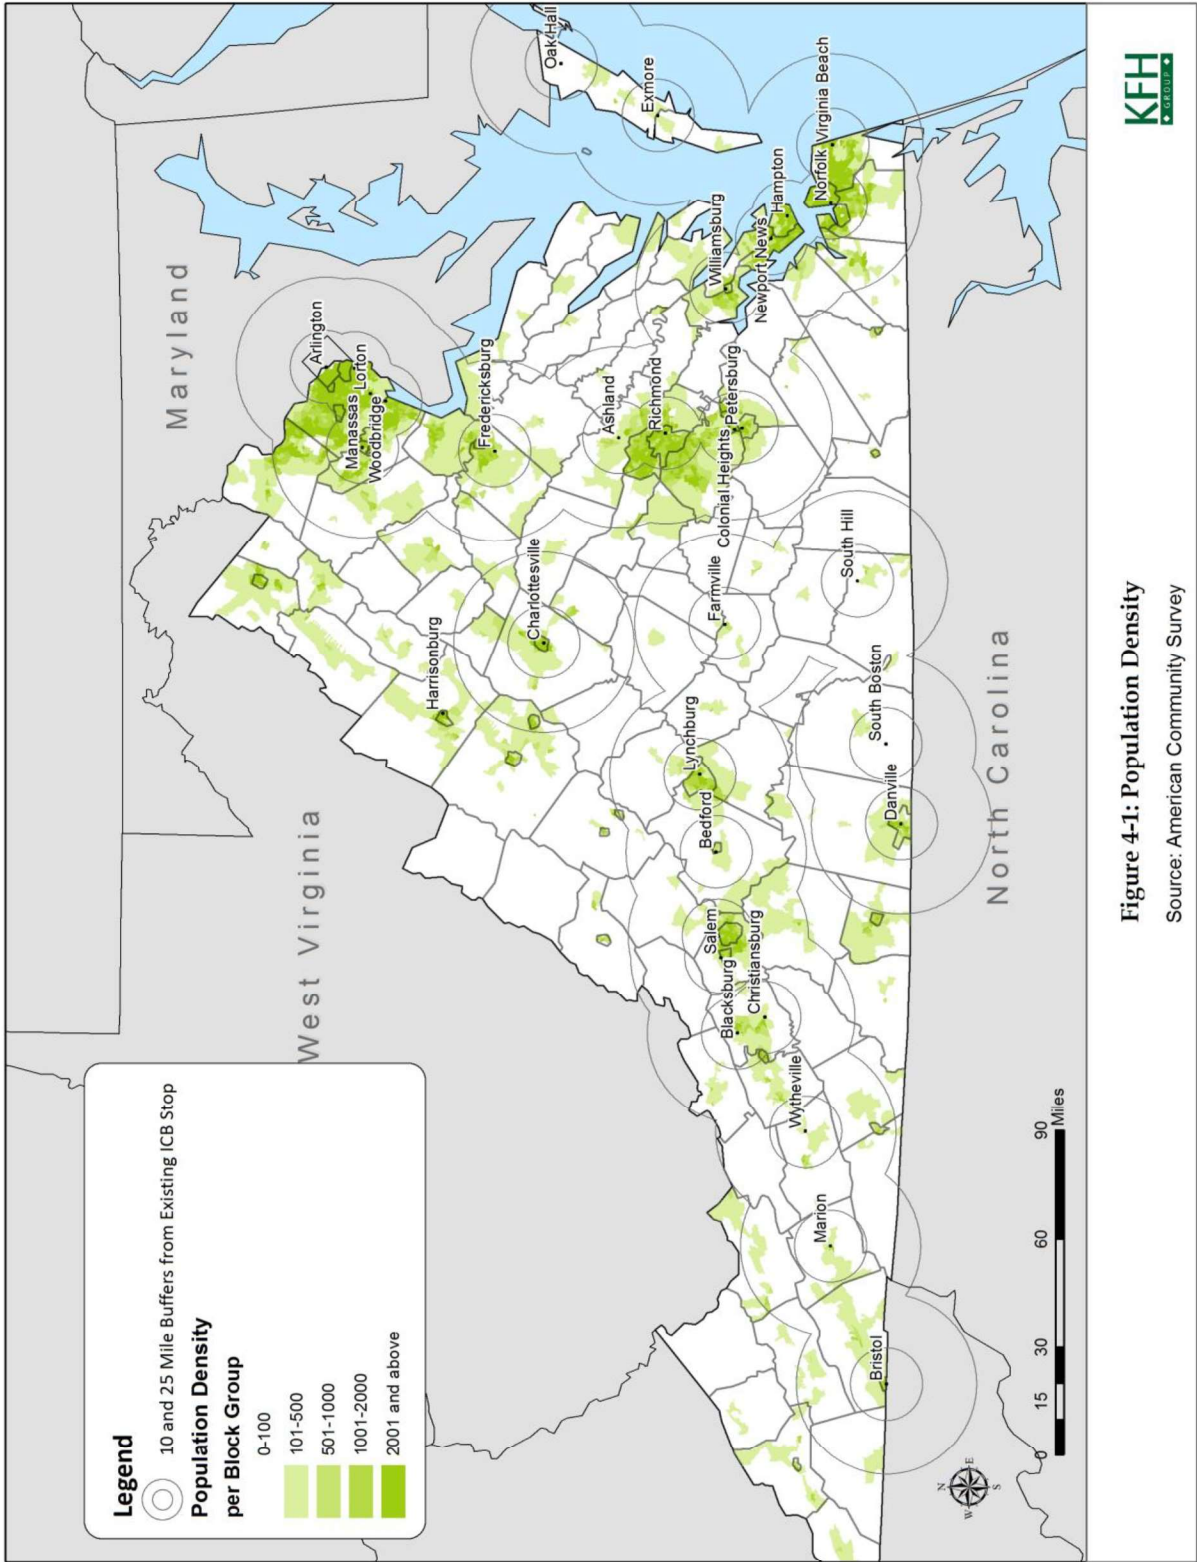 Maryland
West Virginia
North Carolina
Oak Hall
Exmore
Virginia Beach
Norfolk
Hampton
Newport News
Williamsburg
Arlington
Lorton
Manassas
Woodbridge
Fredericksburg
Ashland
Richmond
Petersburg
Colonial Heights
Charlottesville
Harrisonburg
Farmville
South Hill
South Boston
Lynchburg
Bedford
Danville
Salem
Blacksburg
Christiansburg
Wytheville
Marion
Bristol
Legend
10 and 25 Mile Buffers from Existing ICB Stop
Population Density
per Block Group
0-100
101-500
501-1000
1001-2000
2001 and above
N
W
E
S
0 15 30 60 90
Miles
Figure 4-1: Population Density
Source: American Community Survey
KFH
GROUP